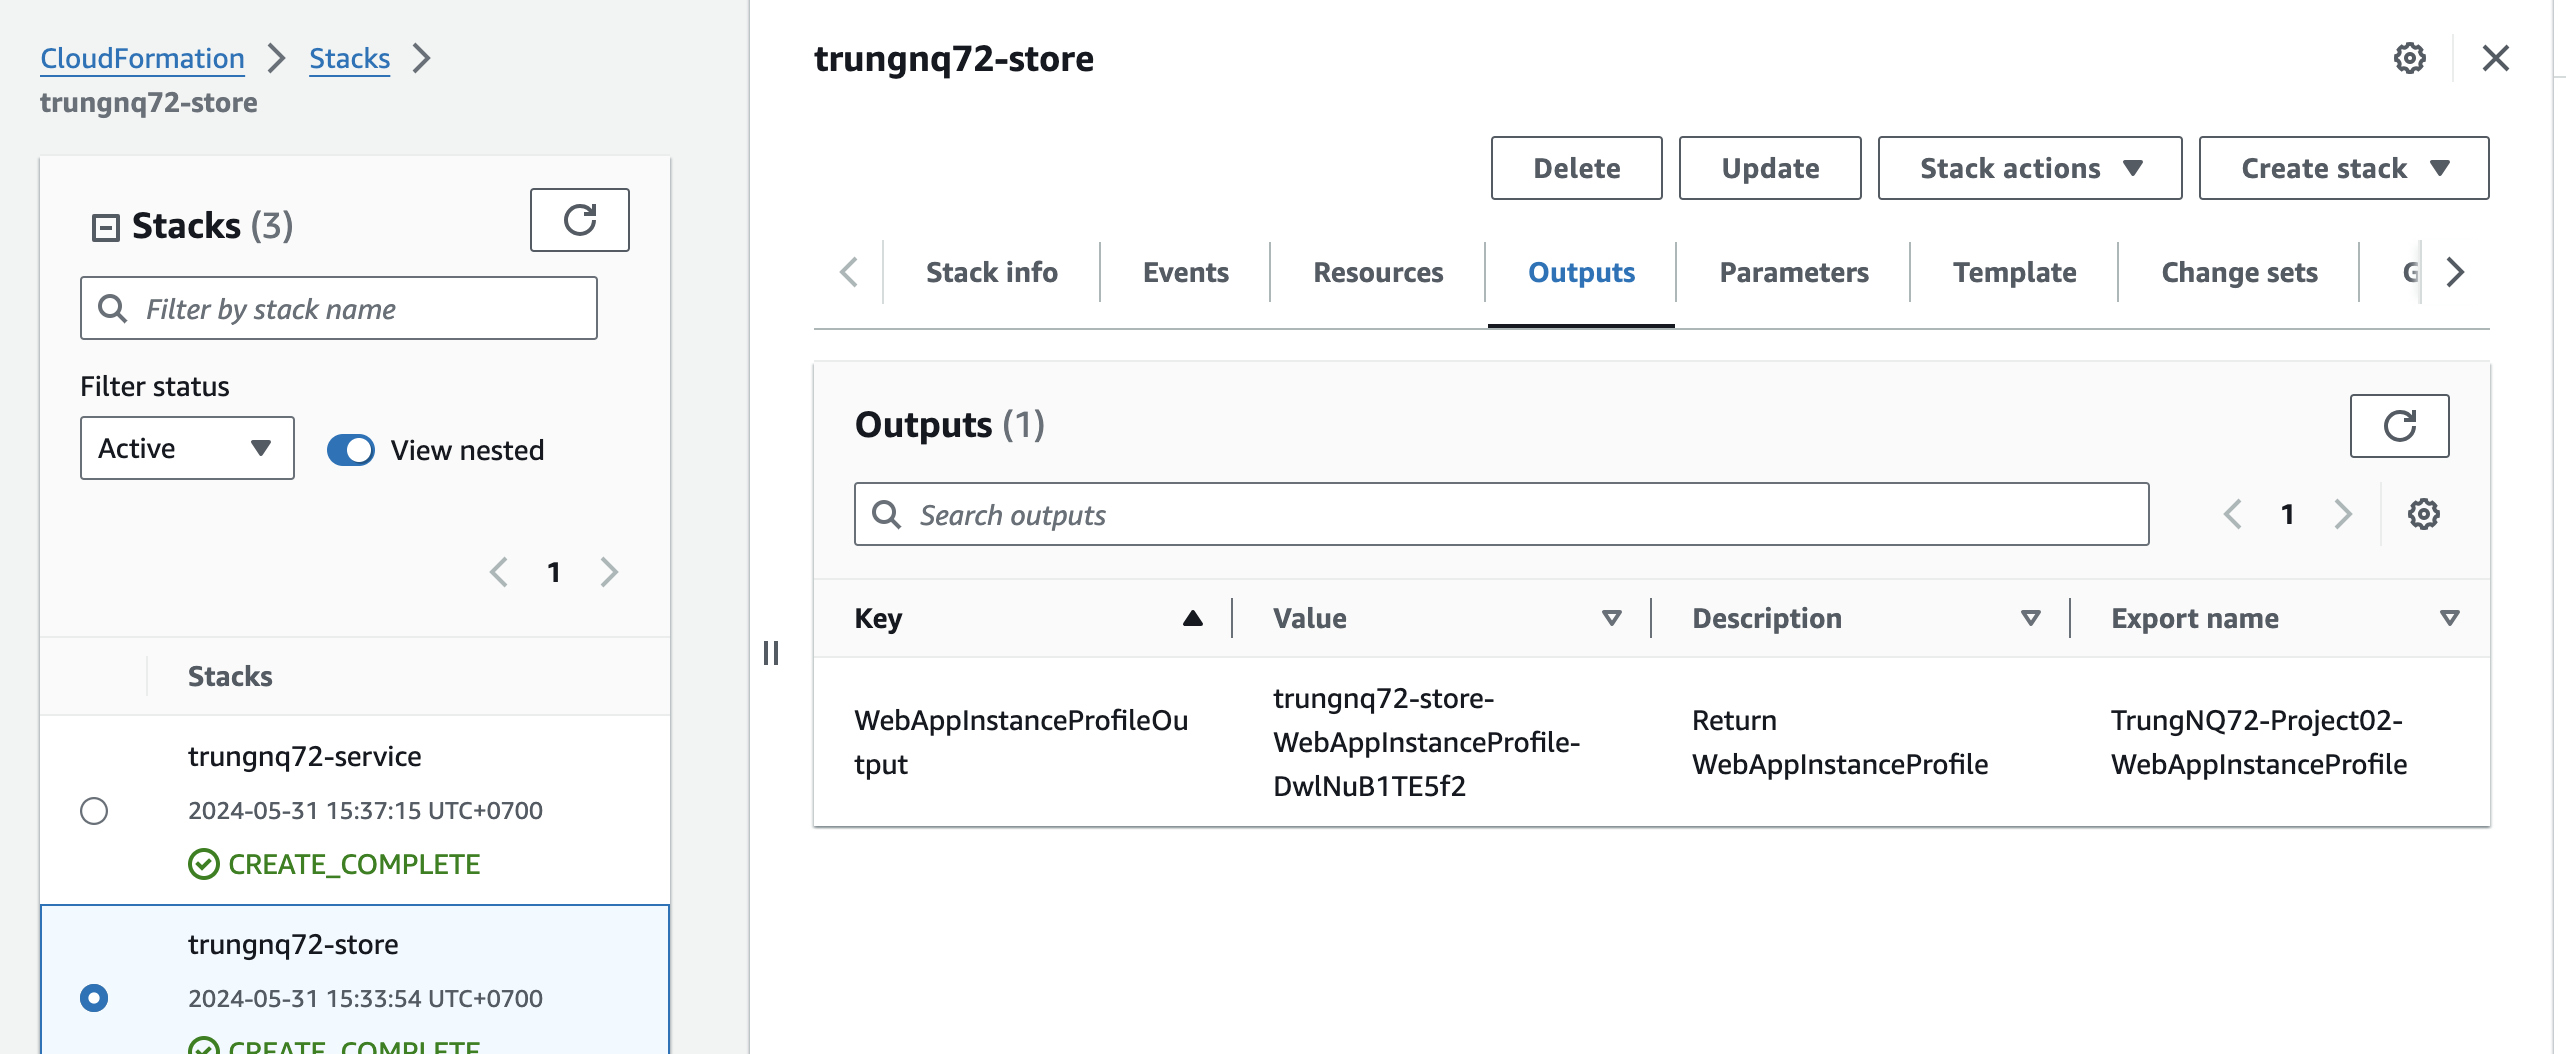 CloudFormation
Stacks
trungnq72-store
Stacks (3)
Filter by stack name
Filter status
Active
View nested
1
Stacks
trungnq72-service
2024-05-31 15:37:15 UTC+0700
CREATE_COMPLETE
trungnq72-store
2024-05-31 15:33:54 UTC+0700
CREATE_COMPLETE
trungnq72-store
Delete
Update
Stack actions
Create stack
Stack info
Events
Resources
Outputs
Parameters
Template
Change sets
G
Outputs (1)
Search outputs
1
Key
Value
Description
Export name
WebAppInstanceProfileOu
tput
trungnq72-store-
WebAppInstanceProfile-
DwlNuB1TE5f2
Return
WebAppInstanceProfile
TrungNQ72-Project02-
WebAppInstanceProfile